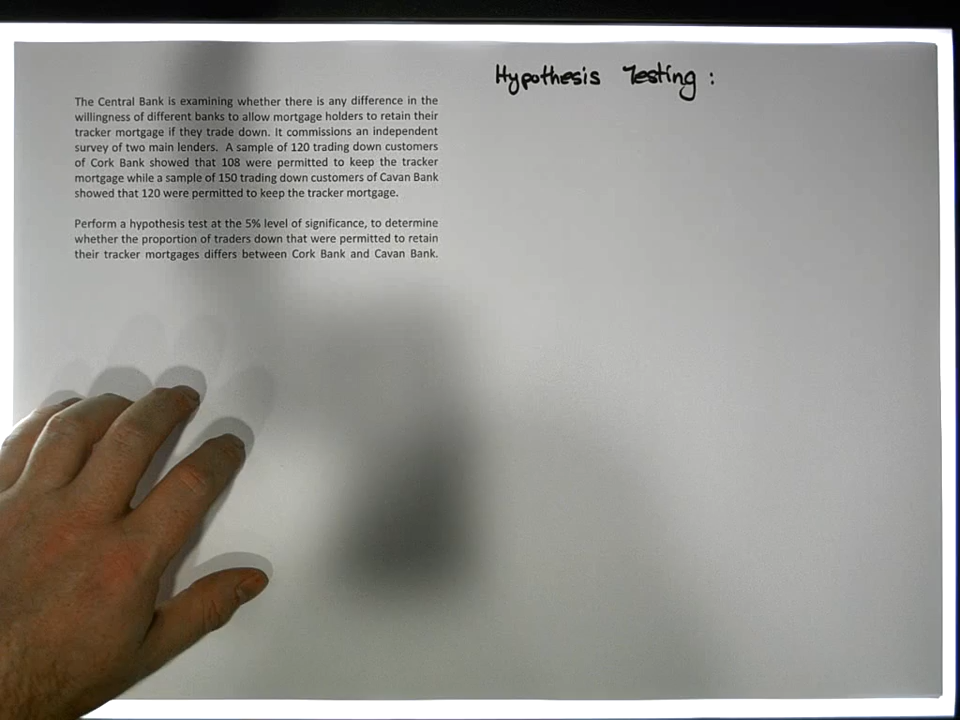 Hypothesis Testing :
The Central Bank is examining whether there is any difference in the
willingness of different banks to allow mortgage holders to retain their
tracker mortgage if they trade down. It commissions an independent
survey of two main lenders. A sample of 120 trading down customers
of Cork Bank showed that 108 were permitted to keep the tracker
mortgage while a sample of 150 trading down customers of Cavan Bank
showed that 120 were permitted to keep the tracker mortgage.
Perform a hypothesis test at the 5% level of significance, to determine
whether the proportion of traders down that were permitted to retain
their tracker mortgages differs between Cork Bank and Cavan Bank.